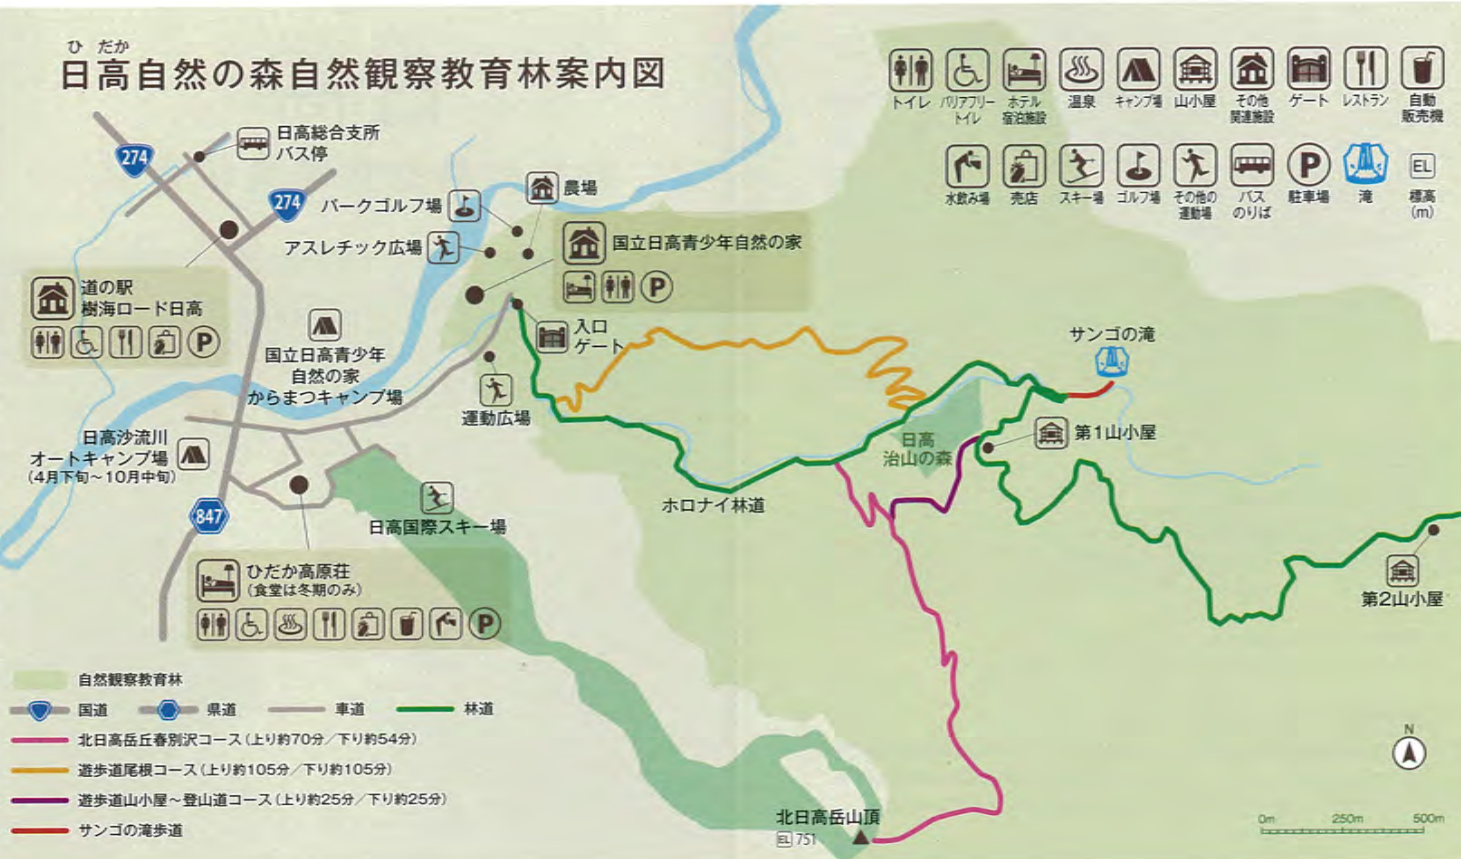 ひ だか
日高自然の森自然観察教育林案内図
トイレ
バリアフリー
トイレ
ホテル
宿泊施設
温泉
キャンプ場
山小屋
その他
関連施設
ゲート
レストラン
自動
販売機
水飲み場
売店
スキー場
ゴルフ場
その他の
運動場
バス
のりば
P
駐車場
滝
EL
標高
(m)
274
日高総合支所
バス停
274
パークゴルフ場
農場
アスレチック広場
国立日高青少年自然の家
P
道の駅
樹海ロード日高
P
国立日高青少年
自然の家
からまつキャンプ場
入口
ゲート
運動広場
サンゴの滝
日高
治山の森
第1山小屋
日高沙流川
オートキャンプ場
(4月下旬〜10月中旬)
847
日高国際スキー場
ホロナイ林道
ひだか高原荘
(食堂は冬期のみ)
P
第2山小屋
自然観察教育林
国道
県道
車道
林道
北日高岳丘春別沢コース(上り約70分/下り約54分)
遊歩道尾根コース(上り約105分/下り約105分)
遊歩道山小屋〜登山道コース(上り約25分/下り約25分)
サンゴの滝歩道
北日高岳山頂
EL 751
N
0m 250m 500m